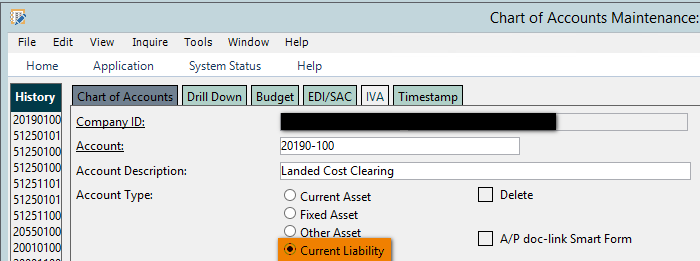 Chart of Accounts Maintenance:
File Edit View Inquire Tools Window Help
Home Application System Status Help
History
Chart of Accounts Drill Down Budget EDI/SAC IVA Timestamp
20190100
51250101
51250100
51250100
51251101
51250101
51251100
20550100
20010100
Company ID:
Account: 20190-100
Account Description: Landed Cost Clearing
Account Type:
Current Asset
Delete
Fixed Asset
Other Asset
A/P doc-link Smart Form
Current Liability